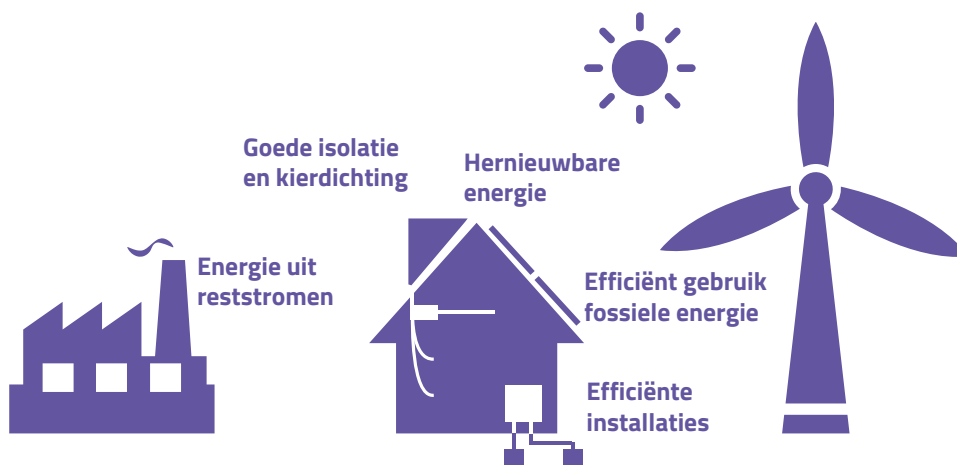 Goede isolatie
en kierdichting
Hernieuwbare
energie
Energie uit
reststromen
Efficiënt gebruik
fossiele energie
Efficiënte
installaties